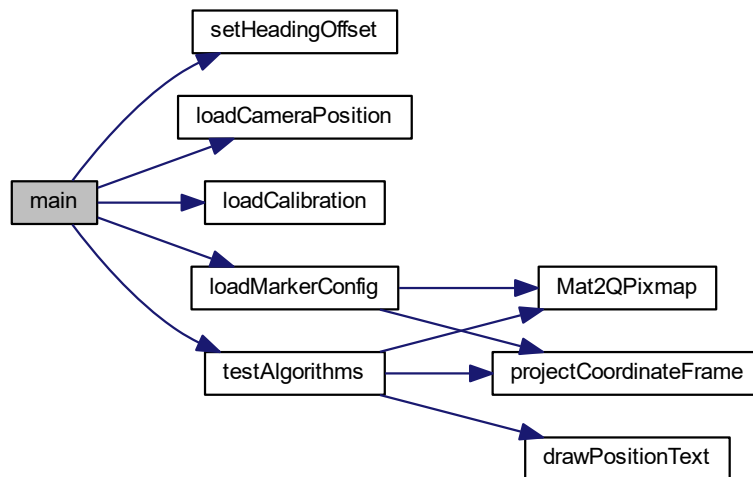 setHeadingOffset
loadCameraPosition
main
loadCalibration
loadMarkerConfig
Mat2QPixmap
testAlgorithms
projectCoordinateFrame
drawPositionText